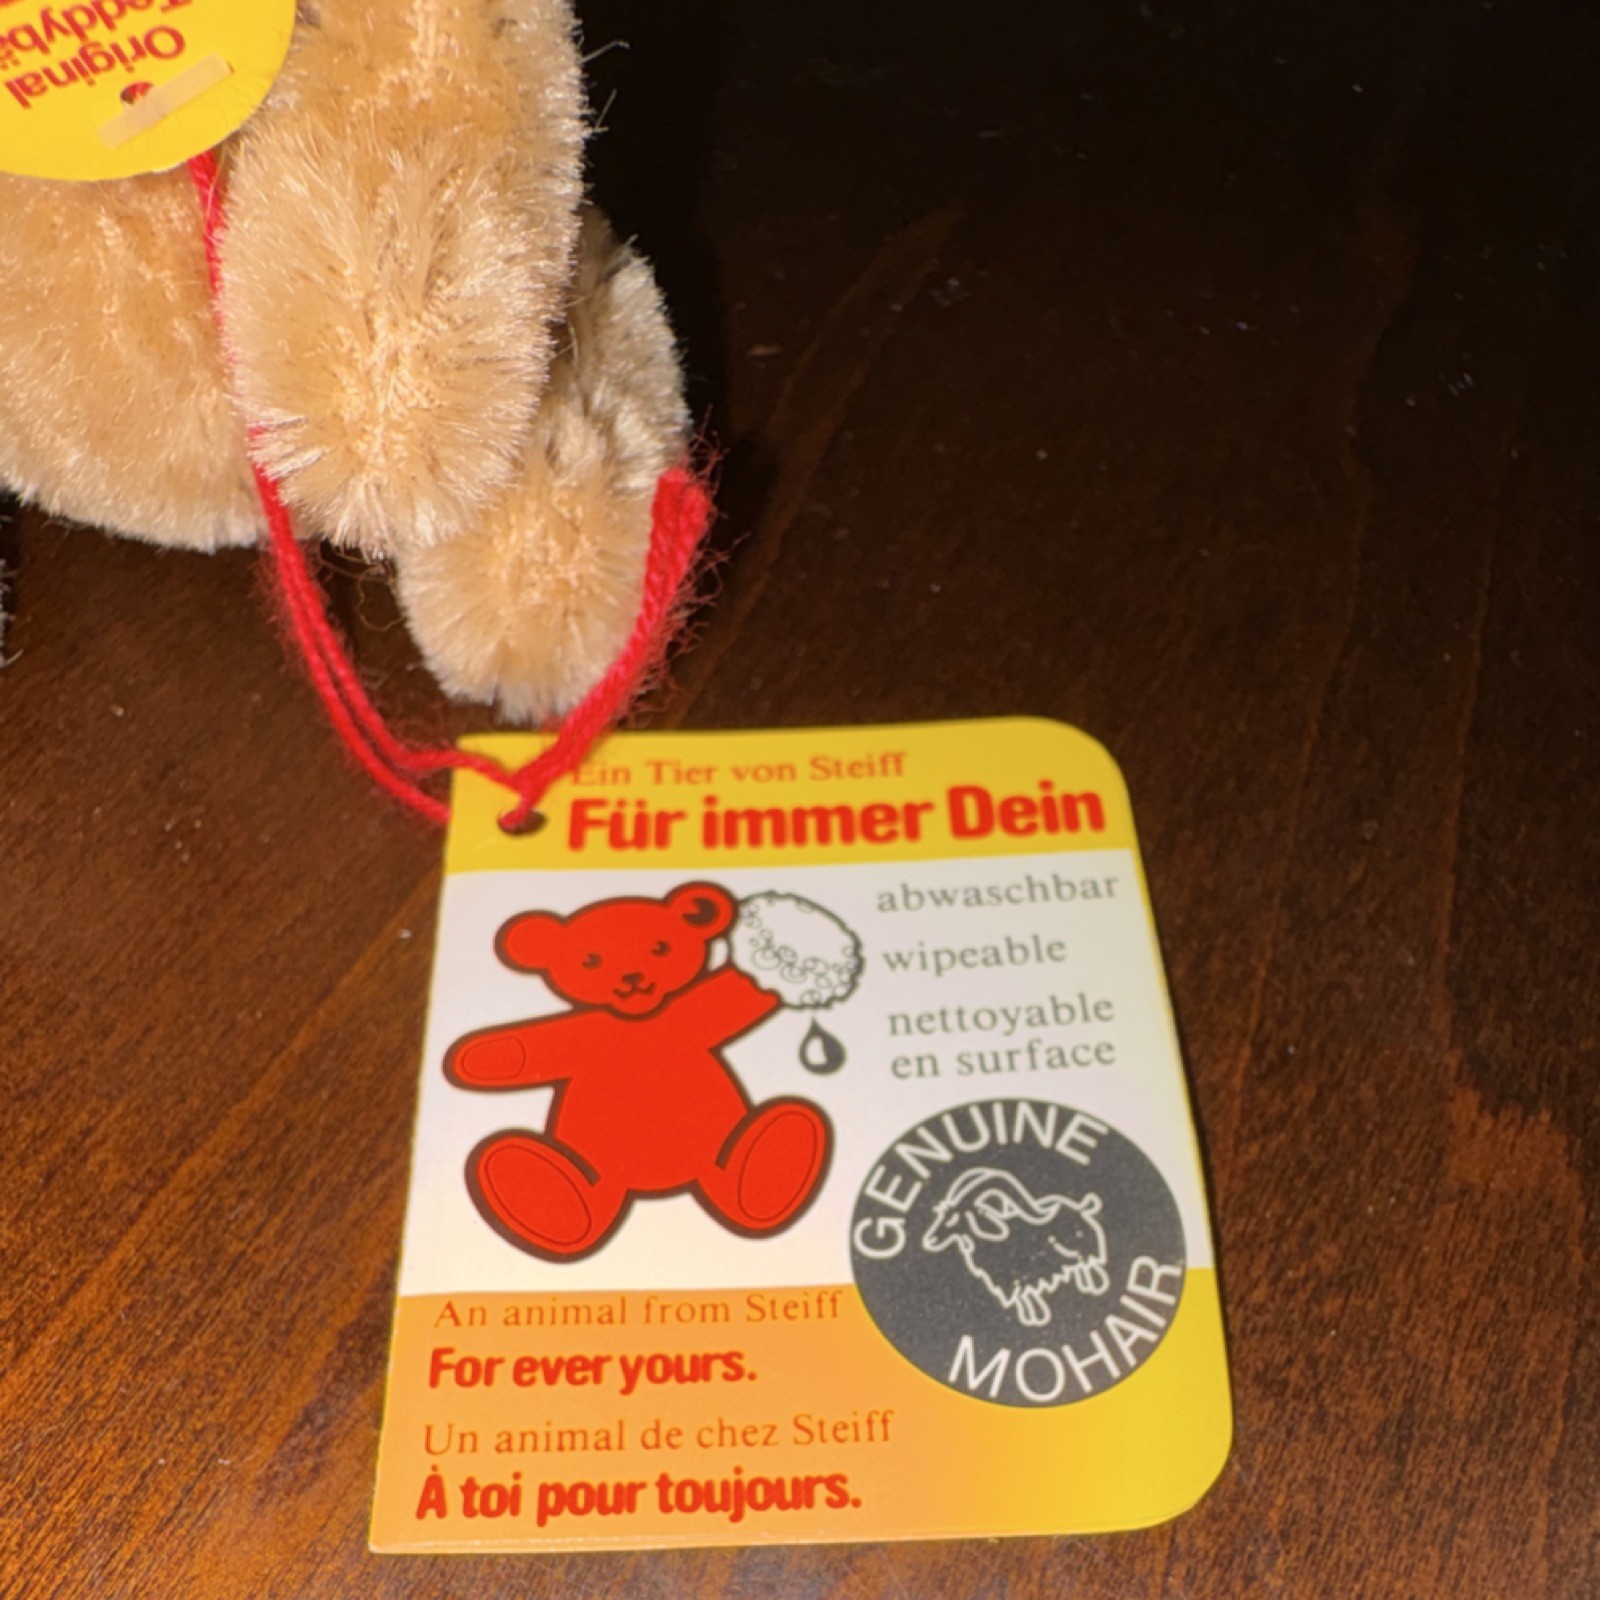 Original
Ein Tier von Steiff
Für immer Dein
abwaschbar
wipeable
nettoyable
en surface
GENUINE
MOHAIR
An animal from Steiff
For ever yours.
Un animal de chez Steiff
À toi pour toujours.